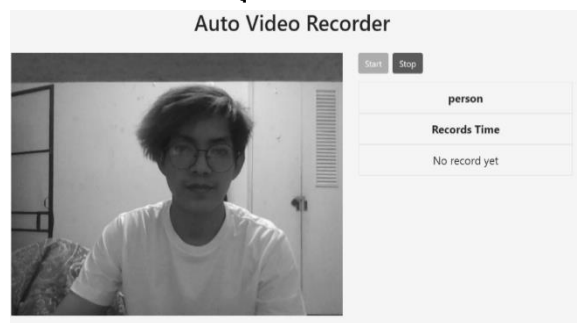 Auto Video Recorder
Start
Stop
person
Records Time
No record yet